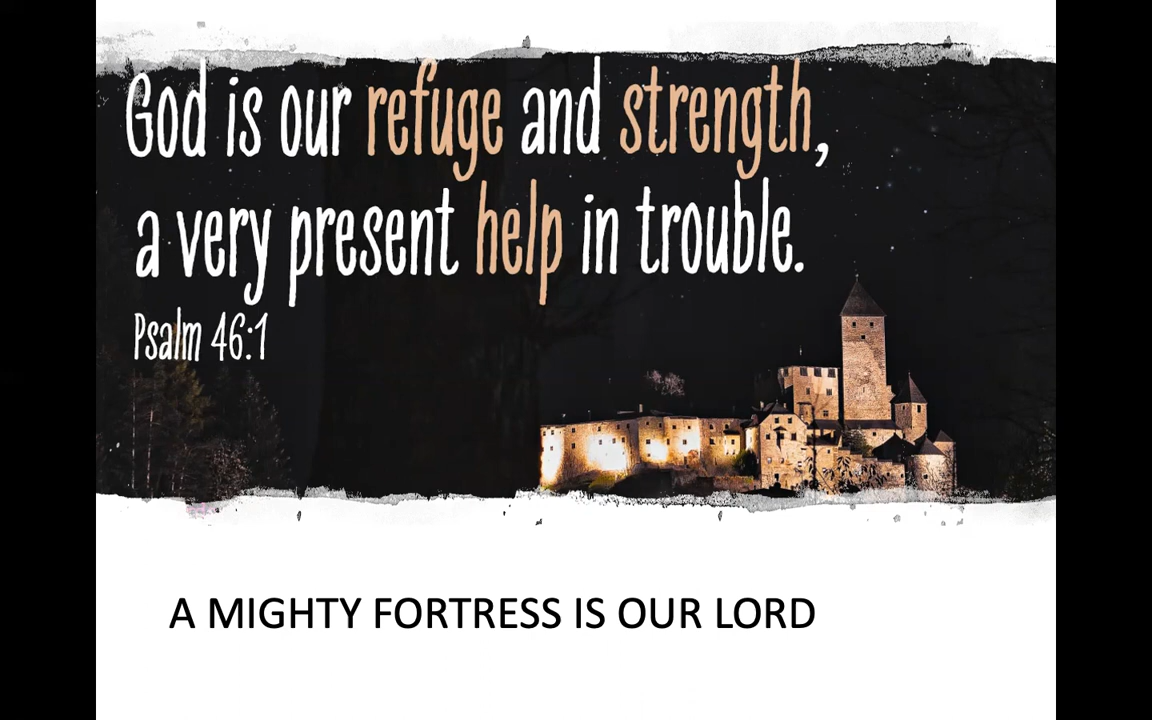 God is our refuge and strength,
a very present help in trouble.
Psalm 46:1
A MIGHTY FORTRESS IS OUR LORD